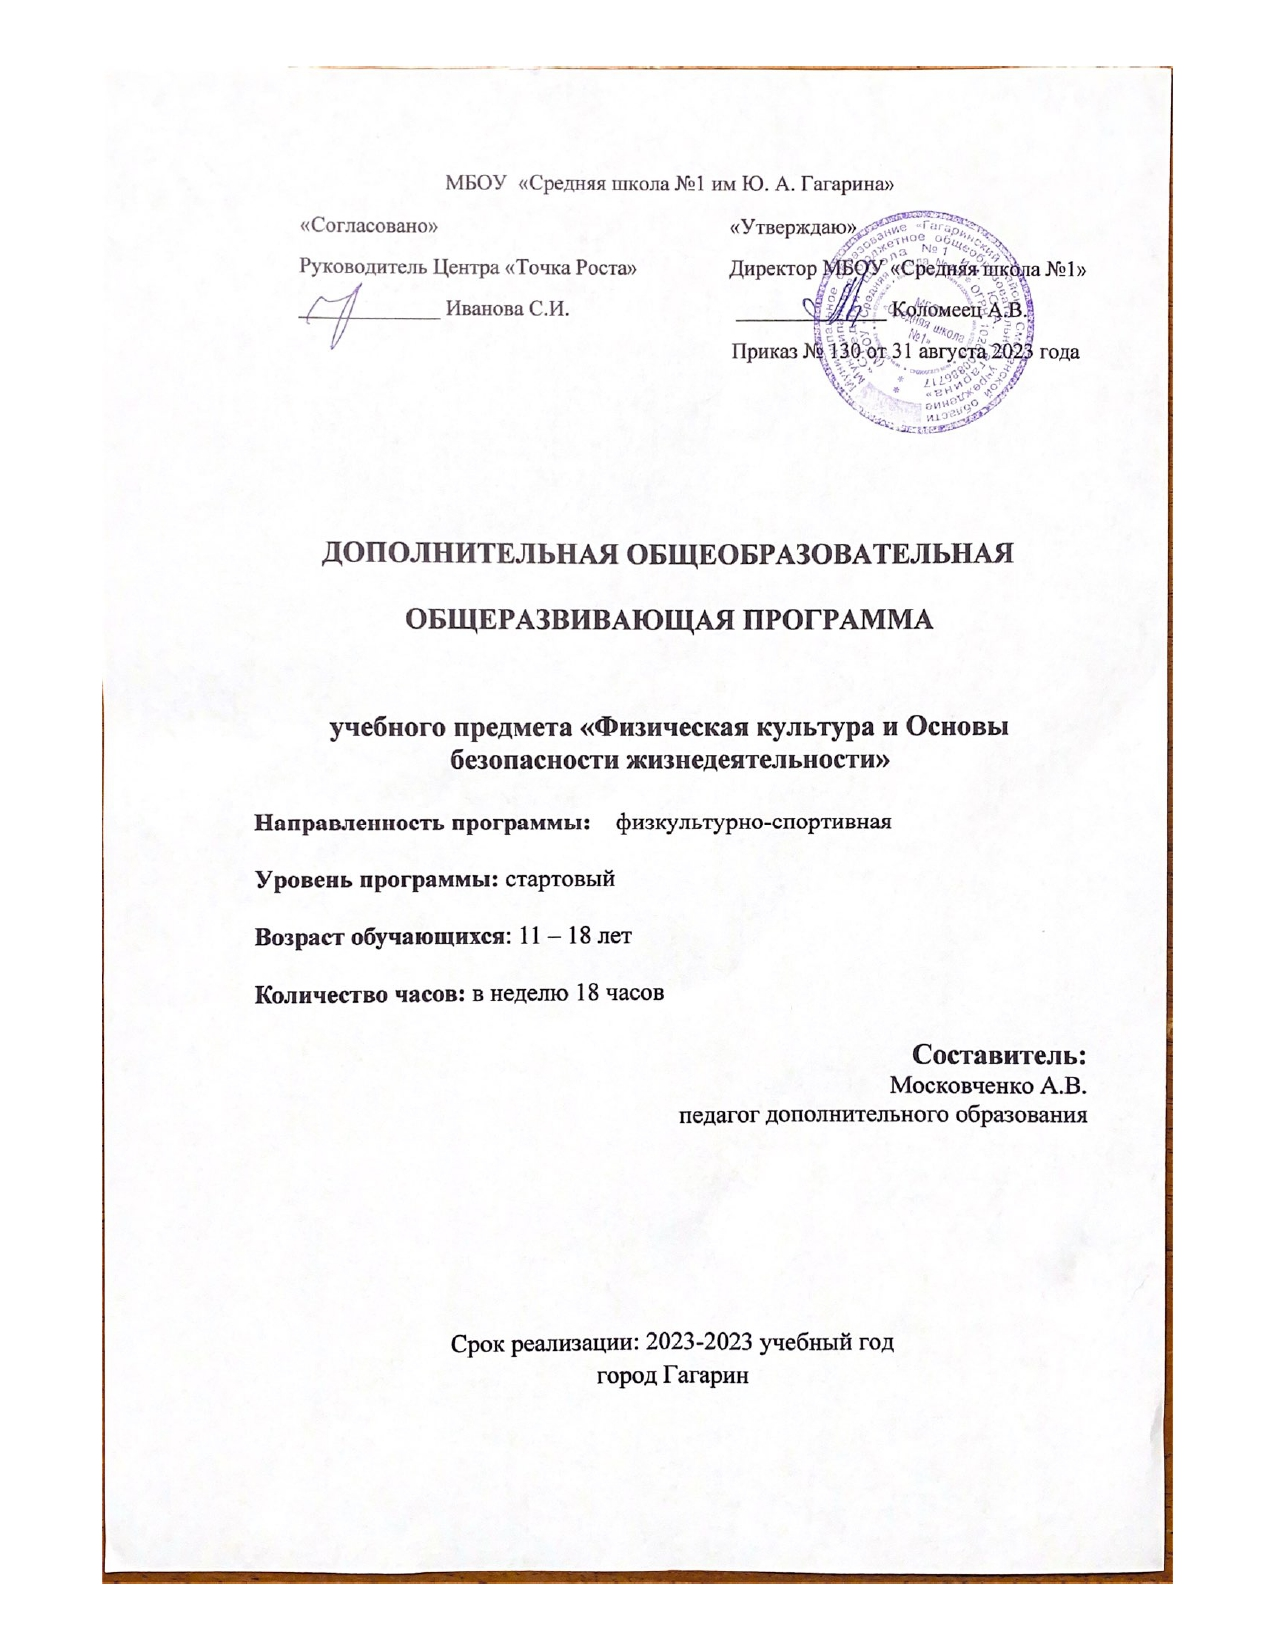 МБОУ «Средняя школа №1 им Ю. А. Гагарина»
«Согласовано»
«Утверждаю»
Руководитель Центра «Точка Роста»
Директор МБОУ «Средняя школа №1»
____________ Иванова С.И.
____________ Коломеец А.В.
Приказ № 130 от 31 августа 2023 года
ДОПОЛНИТЕЛЬНАЯ ОБЩЕОБРАЗОВАТЕЛЬНАЯ
ОБЩЕРАЗВИВАЮЩАЯ ПРОГРАММА
учебного предмета «Физическая культура и Основы
безопасности жизнедеятельности»
Направленность программы: физкультурно-спортивная
Уровень программы: стартовый
Возраст обучающихся: 11 – 18 лет
Количество часов: в неделю 18 часов
Составитель:
Московченко А.В.
педагог дополнительного образования
Срок реализации: 2023-2023 учебный год
город Гагарин